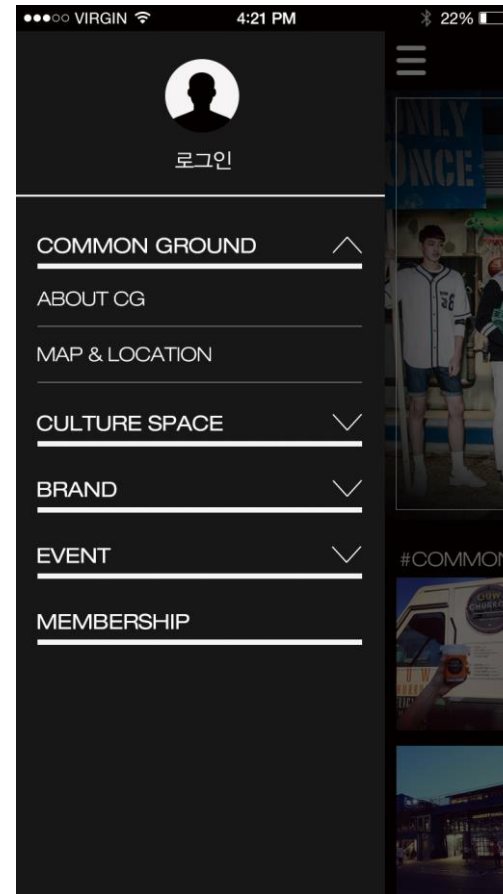 VIRGIN
4:21 PM
22%
로그인
COMMON GROUND
ABOUT CG
MAP & LOCATION
CULTURE SPACE
BRAND
EVENT
MEMBERSHIP
ONCE
#COMMON